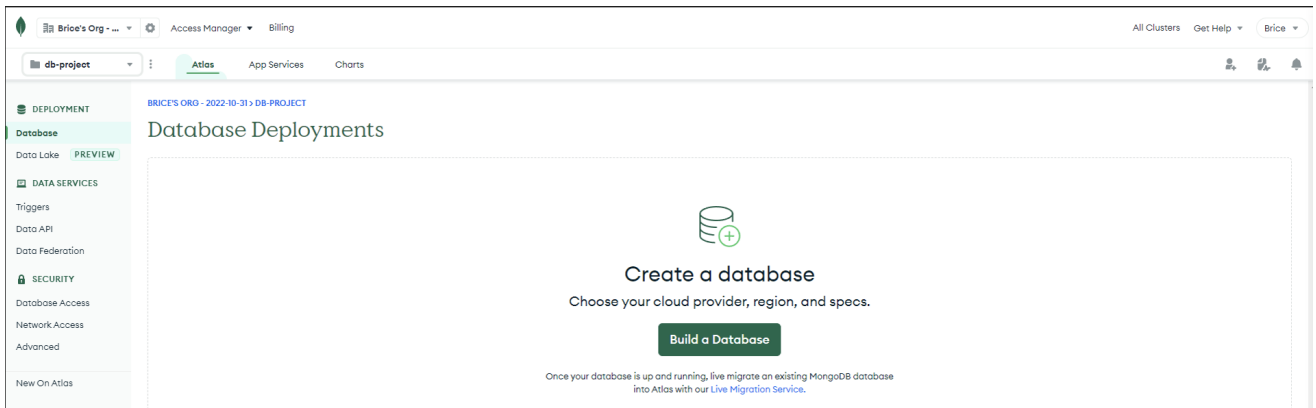 Brice's Org - ... Access Manager Billing All Clusters Get Help Brice
db-project Atlas App Services Charts
DEPLOYMENT
Database
Data Lake PREVIEW
DATA SERVICES
Triggers
Data API
Data Federation
SECURITY
Database Access
Network Access
Advanced
New On Atlas
BRICE'S ORG - 2022-10-31 > DB-PROJECT
Database Deployments
Create a database
Choose your cloud provider, region, and specs.
Build a Database
Once your database is up and running, live migrate an existing MongoDB database
into Atlas with our Live Migration Service.